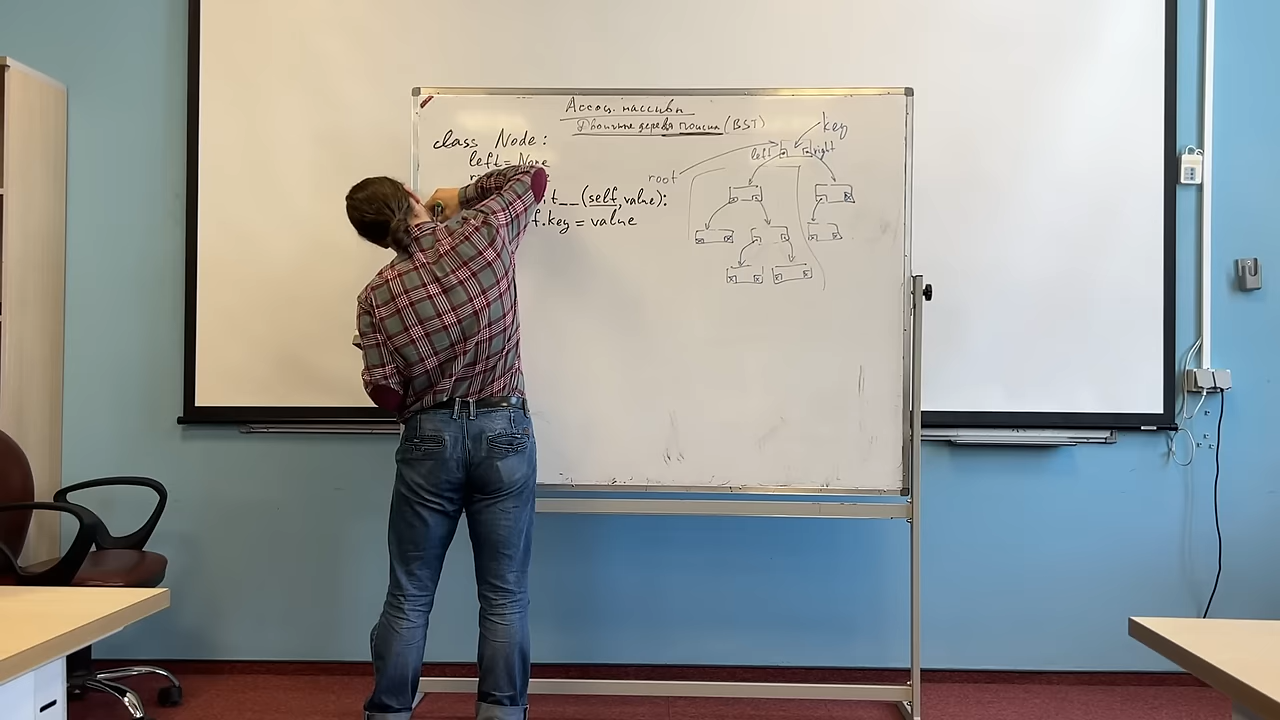 Ассоц. массивы
Двоичные деревья поиска (BST)
class Node:
left = None
t__(self, value):
f.key = value
key
left
right
root